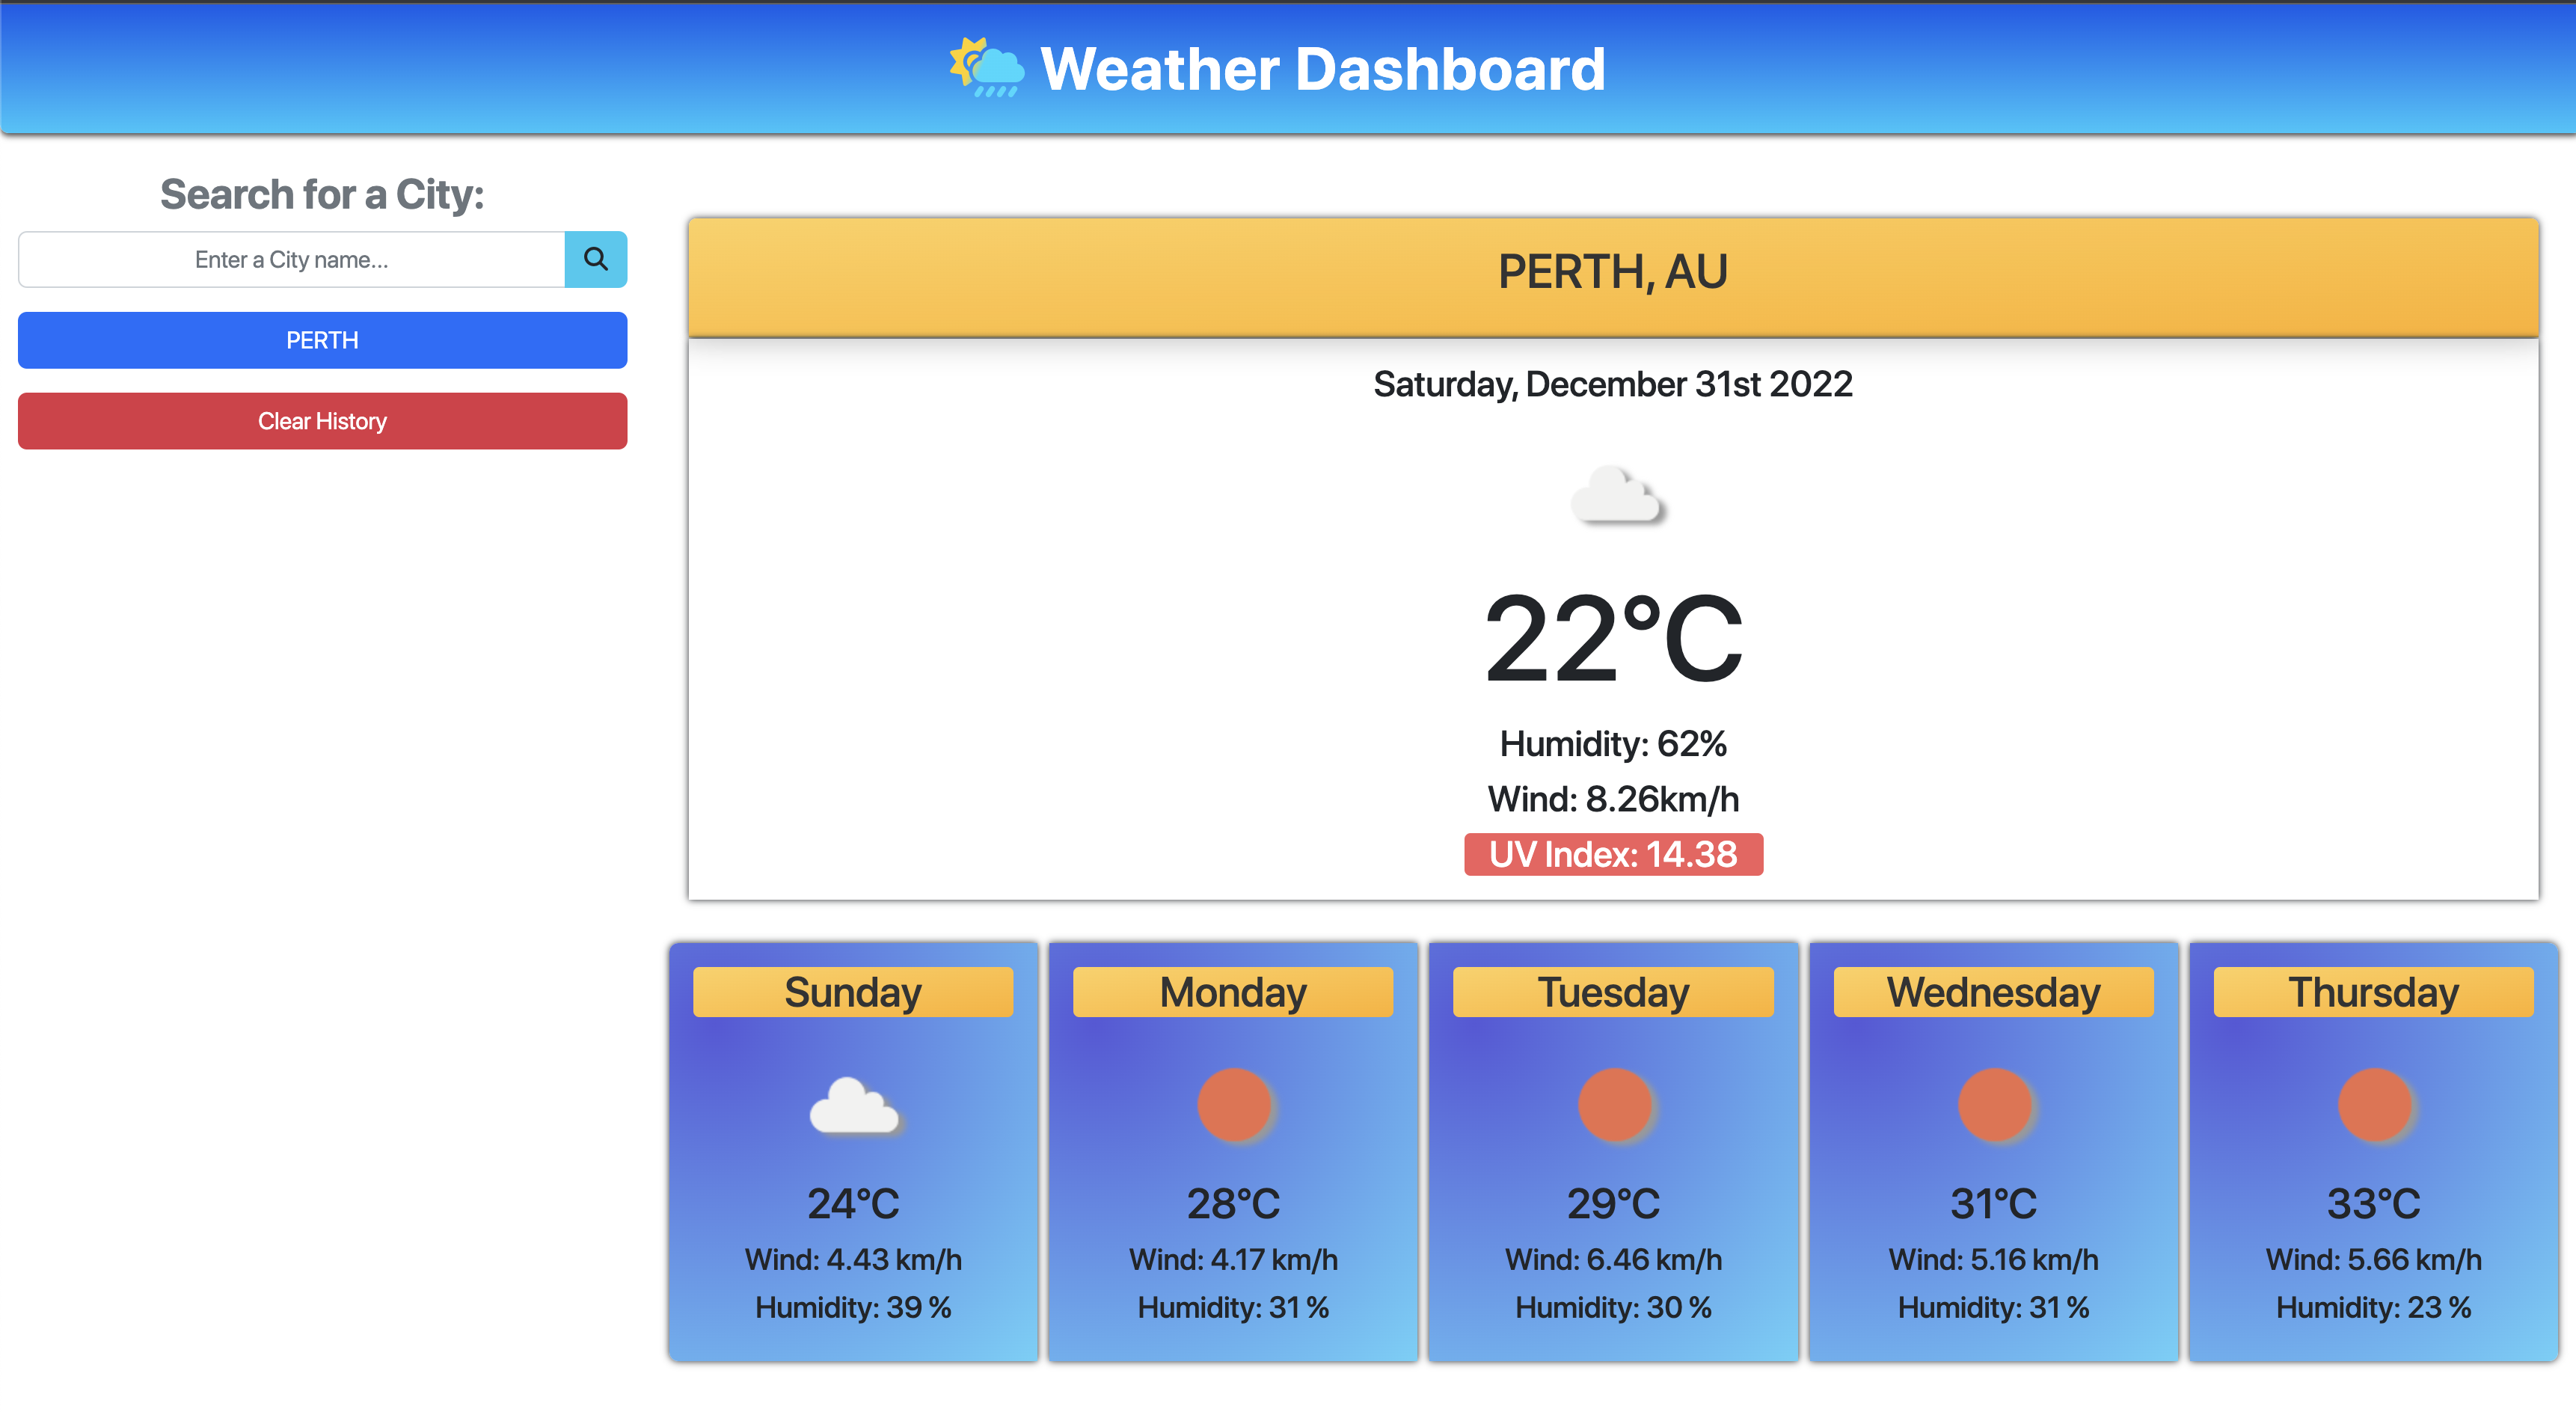 Weather Dashboard
Search for a City:
Enter a City name...
PERTH
Clear History
PERTH, AU
Saturday, December 31st 2022
22°C
Humidity: 62%
Wind: 8.26km/h
UV Index: 14.38
Sunday
24°C
Wind: 4.43 km/h
Humidity: 39 %
Monday
28°C
Wind: 4.17 km/h
Humidity: 31 %
Tuesday
29°C
Wind: 6.46 km/h
Humidity: 30 %
Wednesday
31°C
Wind: 5.16 km/h
Humidity: 31 %
Thursday
33°C
Wind: 5.66 km/h
Humidity: 23 %